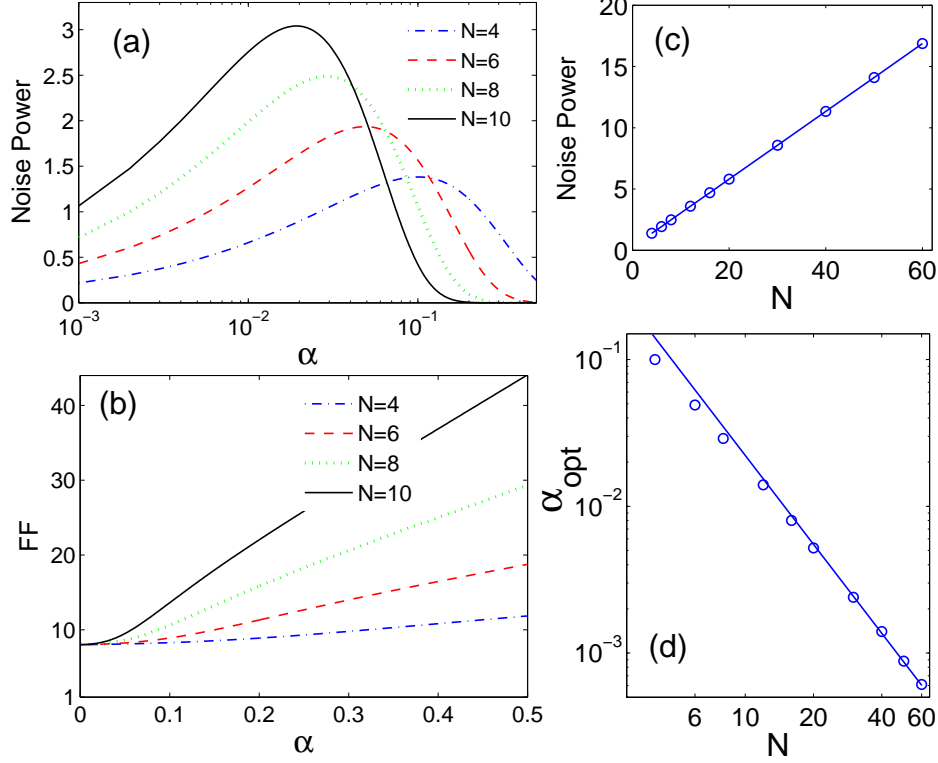 (a)
Noise Power
3
2.5
2
1.5
1
0.5
0
N=4
N=6
N=8
N=10
10⁻³
10⁻²
10⁻¹
α
(b)
FF
40
30
20
10
1
N=4
N=6
N=8
N=10
0
0.1
0.2
0.3
0.4
0.5
α
(c)
Noise Power
20
15
10
5
0
0
20
40
60
N
(d)
α_opt
10⁻¹
10⁻²
10⁻³
6
10
20
40
60
N